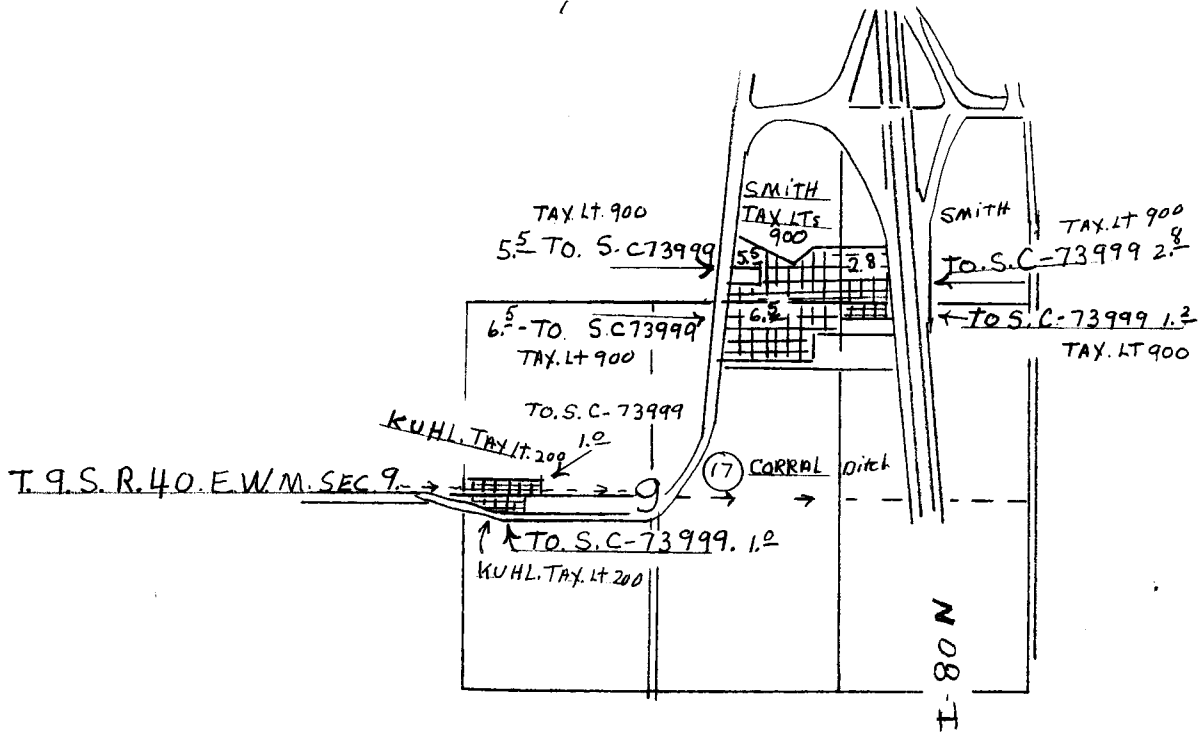 SMITH
TAX. LTs
900
TAX. Lt. 900
5.5 TO. S. C73999
5.5
2.8
SMITH
TAX. LT 900
TO. S. C-73999 2.8
6.5 - TO S.C73999
TAX. Lt 900
6.5
TO S. C-73999 1.2
TAX. LT 900
TO. S. C- 73999
1.0
KUHL. TAX lt. 200
T. 9. S. R. 40. E. W. M. SEC. 9.
9
17 CORRAL Ditch
TO. S. C-73999. 1.0
KUHL. TAX. Lt 200
I-80 N